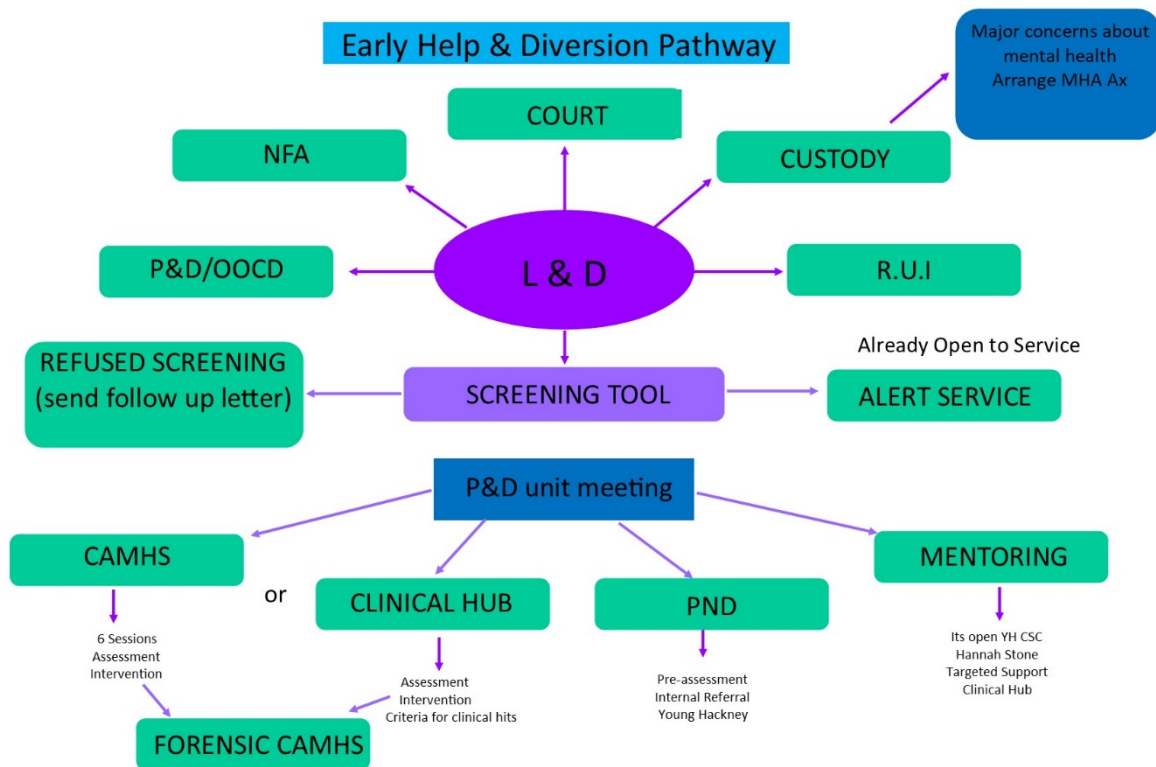 Early Help & Diversion Pathway
Major concerns about
mental health
Arrange MHA Ax
COURT
NFA
CUSTODY
P&D/OOCD
L & D
R.U.I
Already Open to Service
REFUSED SCREENING
(send follow up letter)
SCREENING TOOL
ALERT SERVICE
P&D unit meeting
CAMHS
or
CLINICAL HUB
PND
MENTORING
6 Sessions
Assessment
Intervention
Assessment
Intervention
Criteria for clinical hits
Pre-assessment
Internal Referral
Young Hackney
Its open YH CSC
Hannah Stone
Targeted Support
Clinical Hub
FORENSIC CAMHS